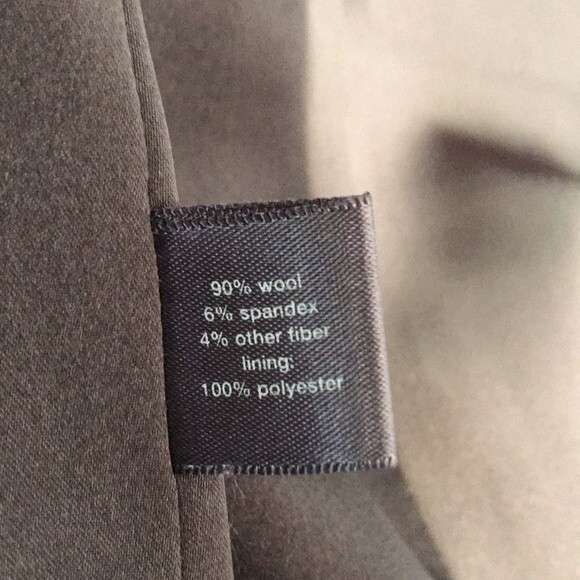 90% wool
6% spandex
4% other fiber
lining:
100% polyester